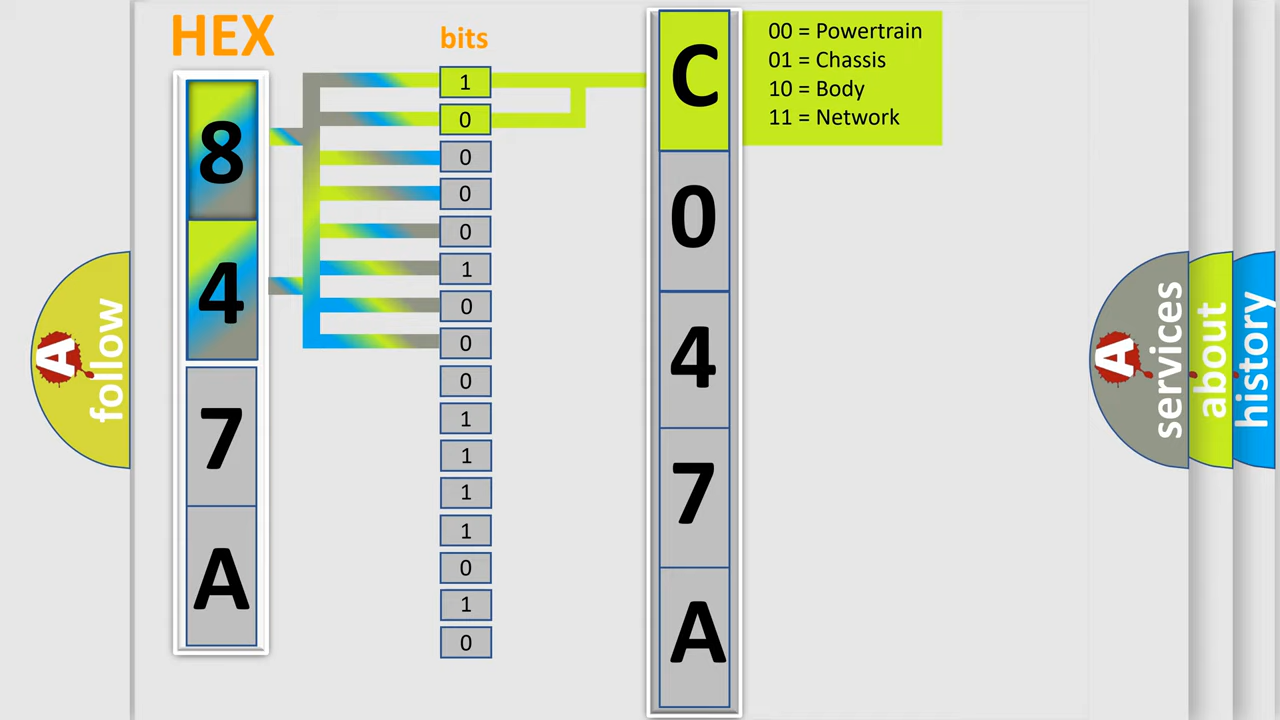 HEX
bits
8
4
7
A
1
0
0
0
0
1
0
0
0
1
1
1
1
0
1
0
C
0
4
7
A
00 = Powertrain
01 = Chassis
10 = Body
11 = Network
A
follow
A
services
about
history